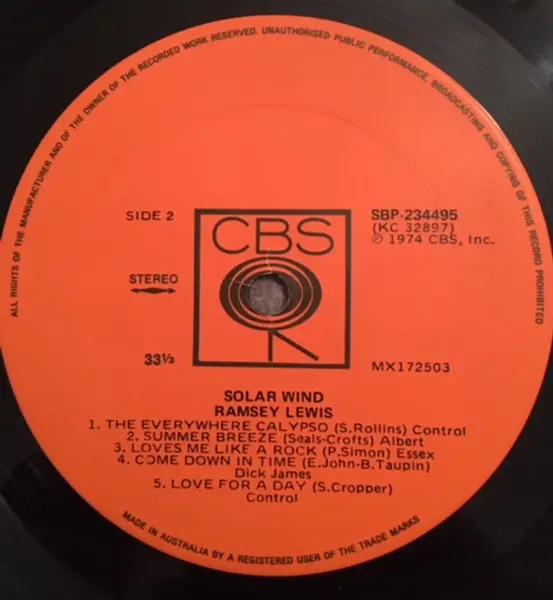 ALL RIGHTS OF THE MANUFACTURER AND OF THE OWNER OF THE RECORDED WORK RESERVED. UNAUTHORISED PUBLIC PERFORMANCE, BROADCASTING AND COPYING OF THIS RECORD PROHIBITED
SIDE 2
CBS
SBP-234495
(KC 32897)
℗ 1974 CBS, Inc.
STEREO
33⅓
MX172503
SOLAR WIND
RAMSEY LEWIS
1. THE EVERYWHERE CALYPSO (S.Rollins) Control
2. SUMMER BREEZE (Seals-Crofts) Albert
3. LOVES ME LIKE A ROCK (P.Simon) Essex
4. COME DOWN IN TIME (E.John-B.Taupin)
Dick James
5. LOVE FOR A DAY (S.Cropper)
Control
MADE IN AUSTRALIA BY A REGISTERED USER OF THE TRADE MARKS